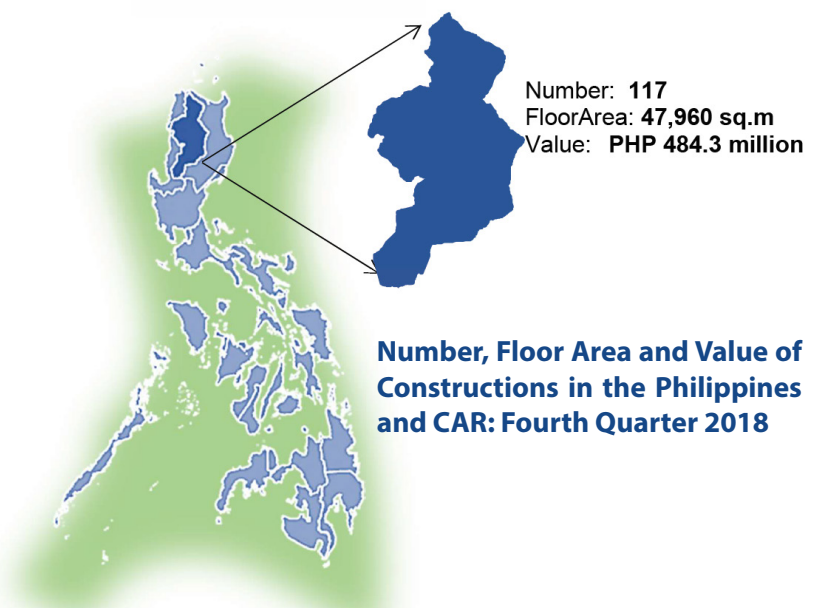 Number: 117
FloorArea: 47,960 sq.m
Value: PHP 484.3 million
Number, Floor Area and Value of
Constructions in the Philippines
and CAR: Fourth Quarter 2018